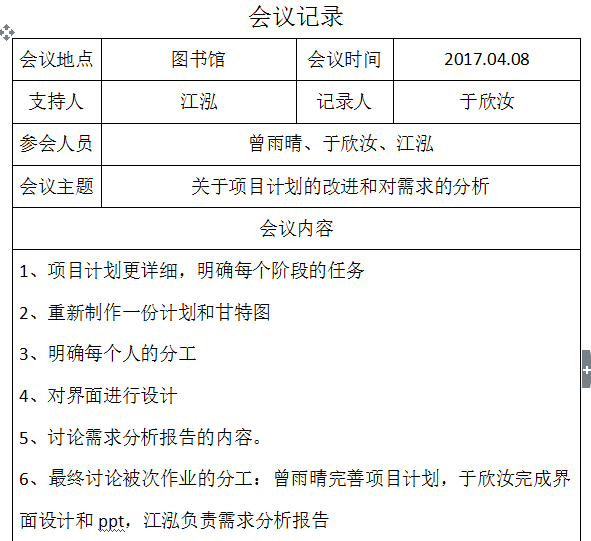 会议记录
会议地点 图书馆 会议时间 2017.04.08
支持人 江泓 记录人 于欣汝
参会人员 曾雨晴、于欣汝、江泓
会议主题 关于项目计划的改进和对需求的分析
会议内容
1、项目计划更详细，明确每个阶段的任务
2、重新制作一份计划和甘特图
3、明确每个人的分工
4、对界面进行设计
5、讨论需求分析报告的内容。
6、最终讨论被次作业的分工：曾雨晴完善项目计划，于欣汝完成界
面设计和 ppt，江泓负责需求分析报告